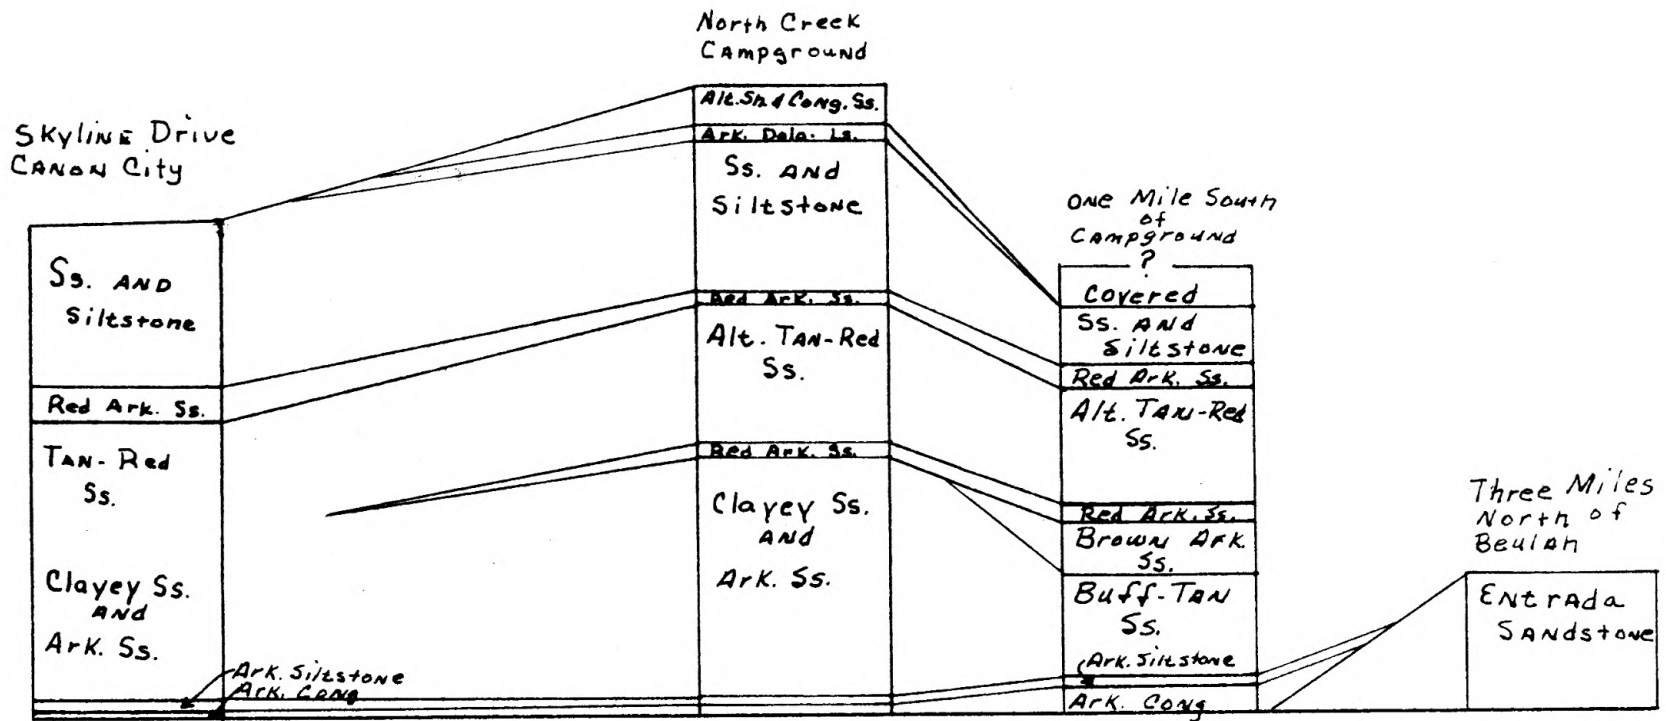 North Creek
Campground
Skyline Drive
Canon City
One Mile South
of
Campground
?
Three Miles
North of
Beulah
Ss. and
Siltstone
Red Ark. Ss.
Tan-Red
Ss.
Clayey Ss.
and
Ark. Ss.
Ark. Siltstone
Ark. Cong
Alt. Sh & Cong. Ss.
Ark. Dolo. Ls.
Ss. and
Siltstone
Red Ark. Ss.
Alt. Tan-Red
Ss.
Red Ark. Ss.
Clayey Ss.
and
Ark. Ss.
Covered
Ss. and
Siltstone
Red Ark. Ss.
Alt. Tan-Red
Ss.
Red Ark. Ss.
Brown Ark.
Ss.
Buff-Tan
Ss.
Ark. Siltstone
Ark. Cong
Entrada
Sandstone